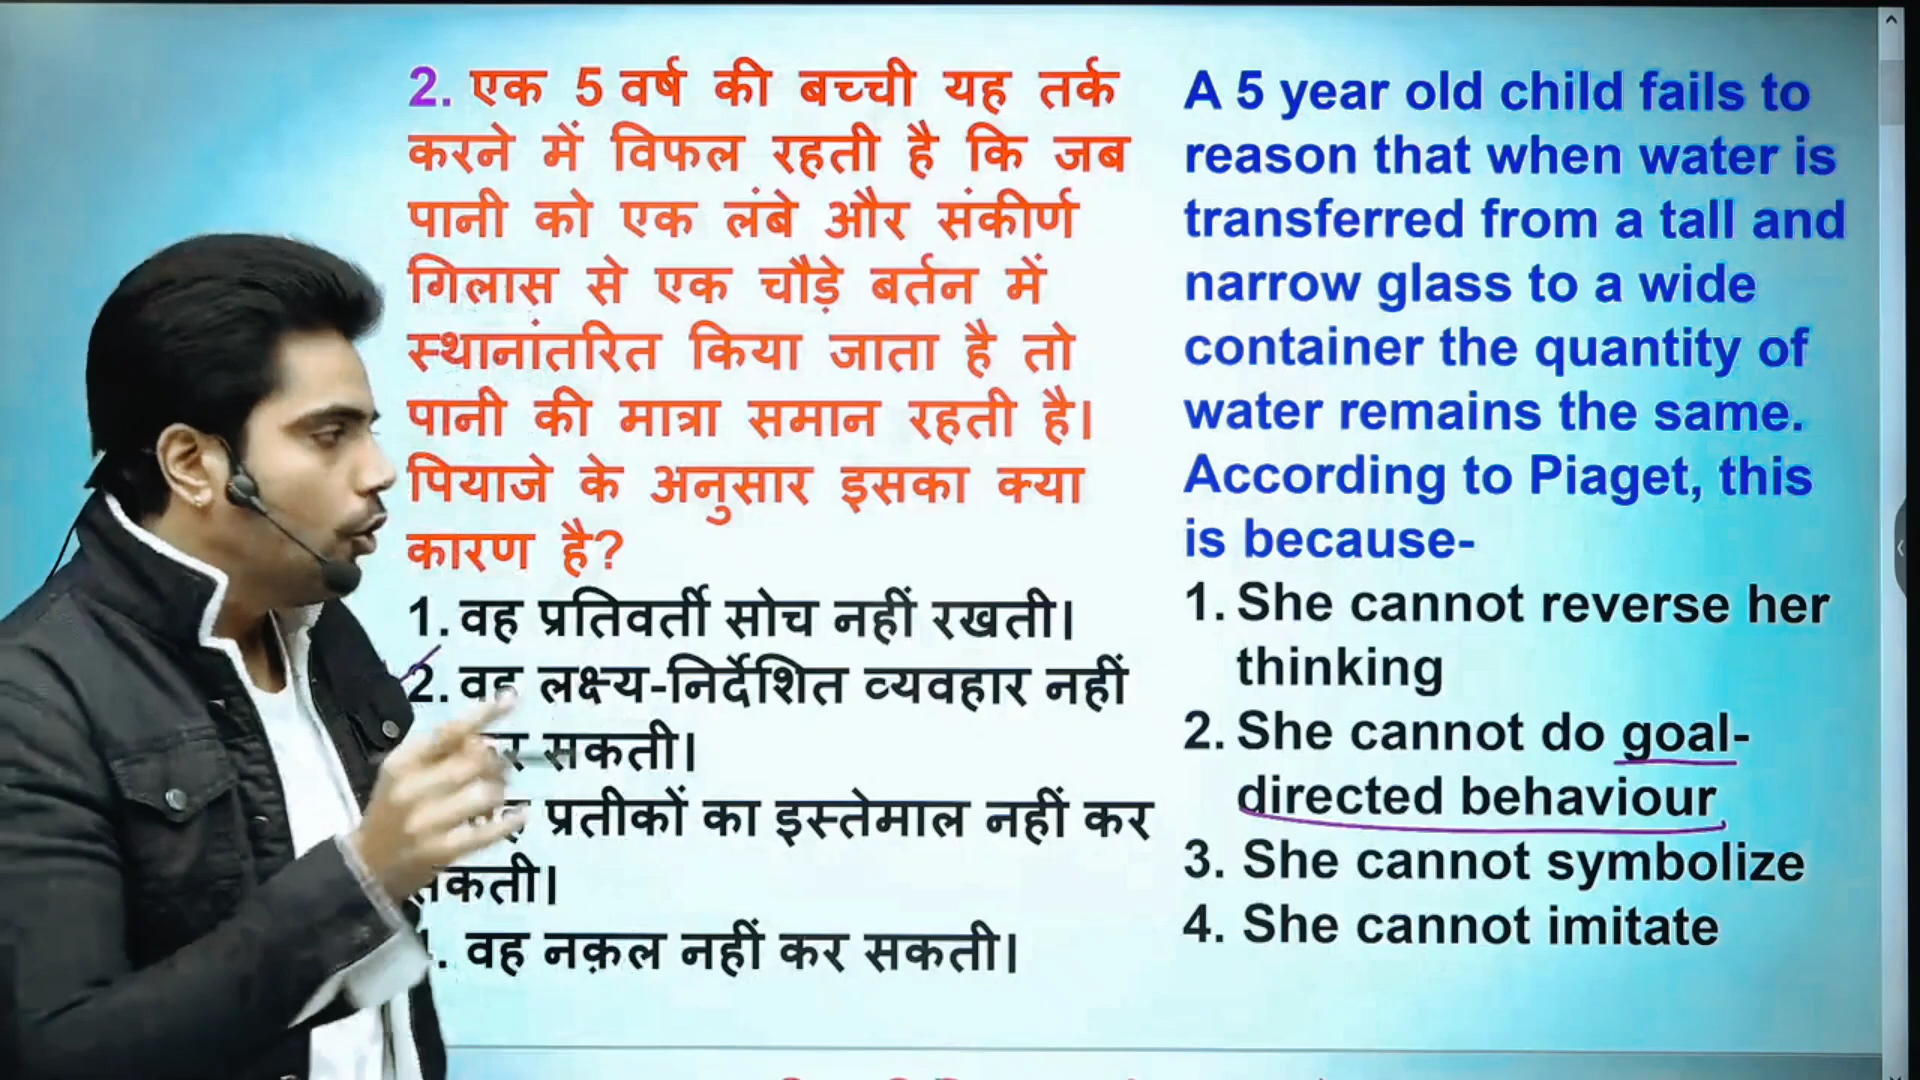 2. एक 5 वर्ष की बच्ची यह तर्क
करने में विफल रहती है कि जब
पानी को एक लंबे और संकीर्ण
गिलास से एक चौड़े बर्तन में
स्थानांतरित किया जाता है तो
पानी की मात्रा समान रहती है।
पियाजे के अनुसार इसका क्या
कारण है?
1. वह प्रतिवर्ती सोच नहीं रखती।
2. वह लक्ष्य-निर्देशित व्यवहार नहीं
सकती।
प्रतीकों का इस्तेमाल नहीं कर
सकती।
वह नक़ल नहीं कर सकती।
A 5 year old child fails to
reason that when water is
transferred from a tall and
narrow glass to a wide
container the quantity of
water remains the same.
According to Piaget, this
is because-
1. She cannot reverse her
thinking
2. She cannot do goal-
directed behaviour
3. She cannot symbolize
4. She cannot imitate